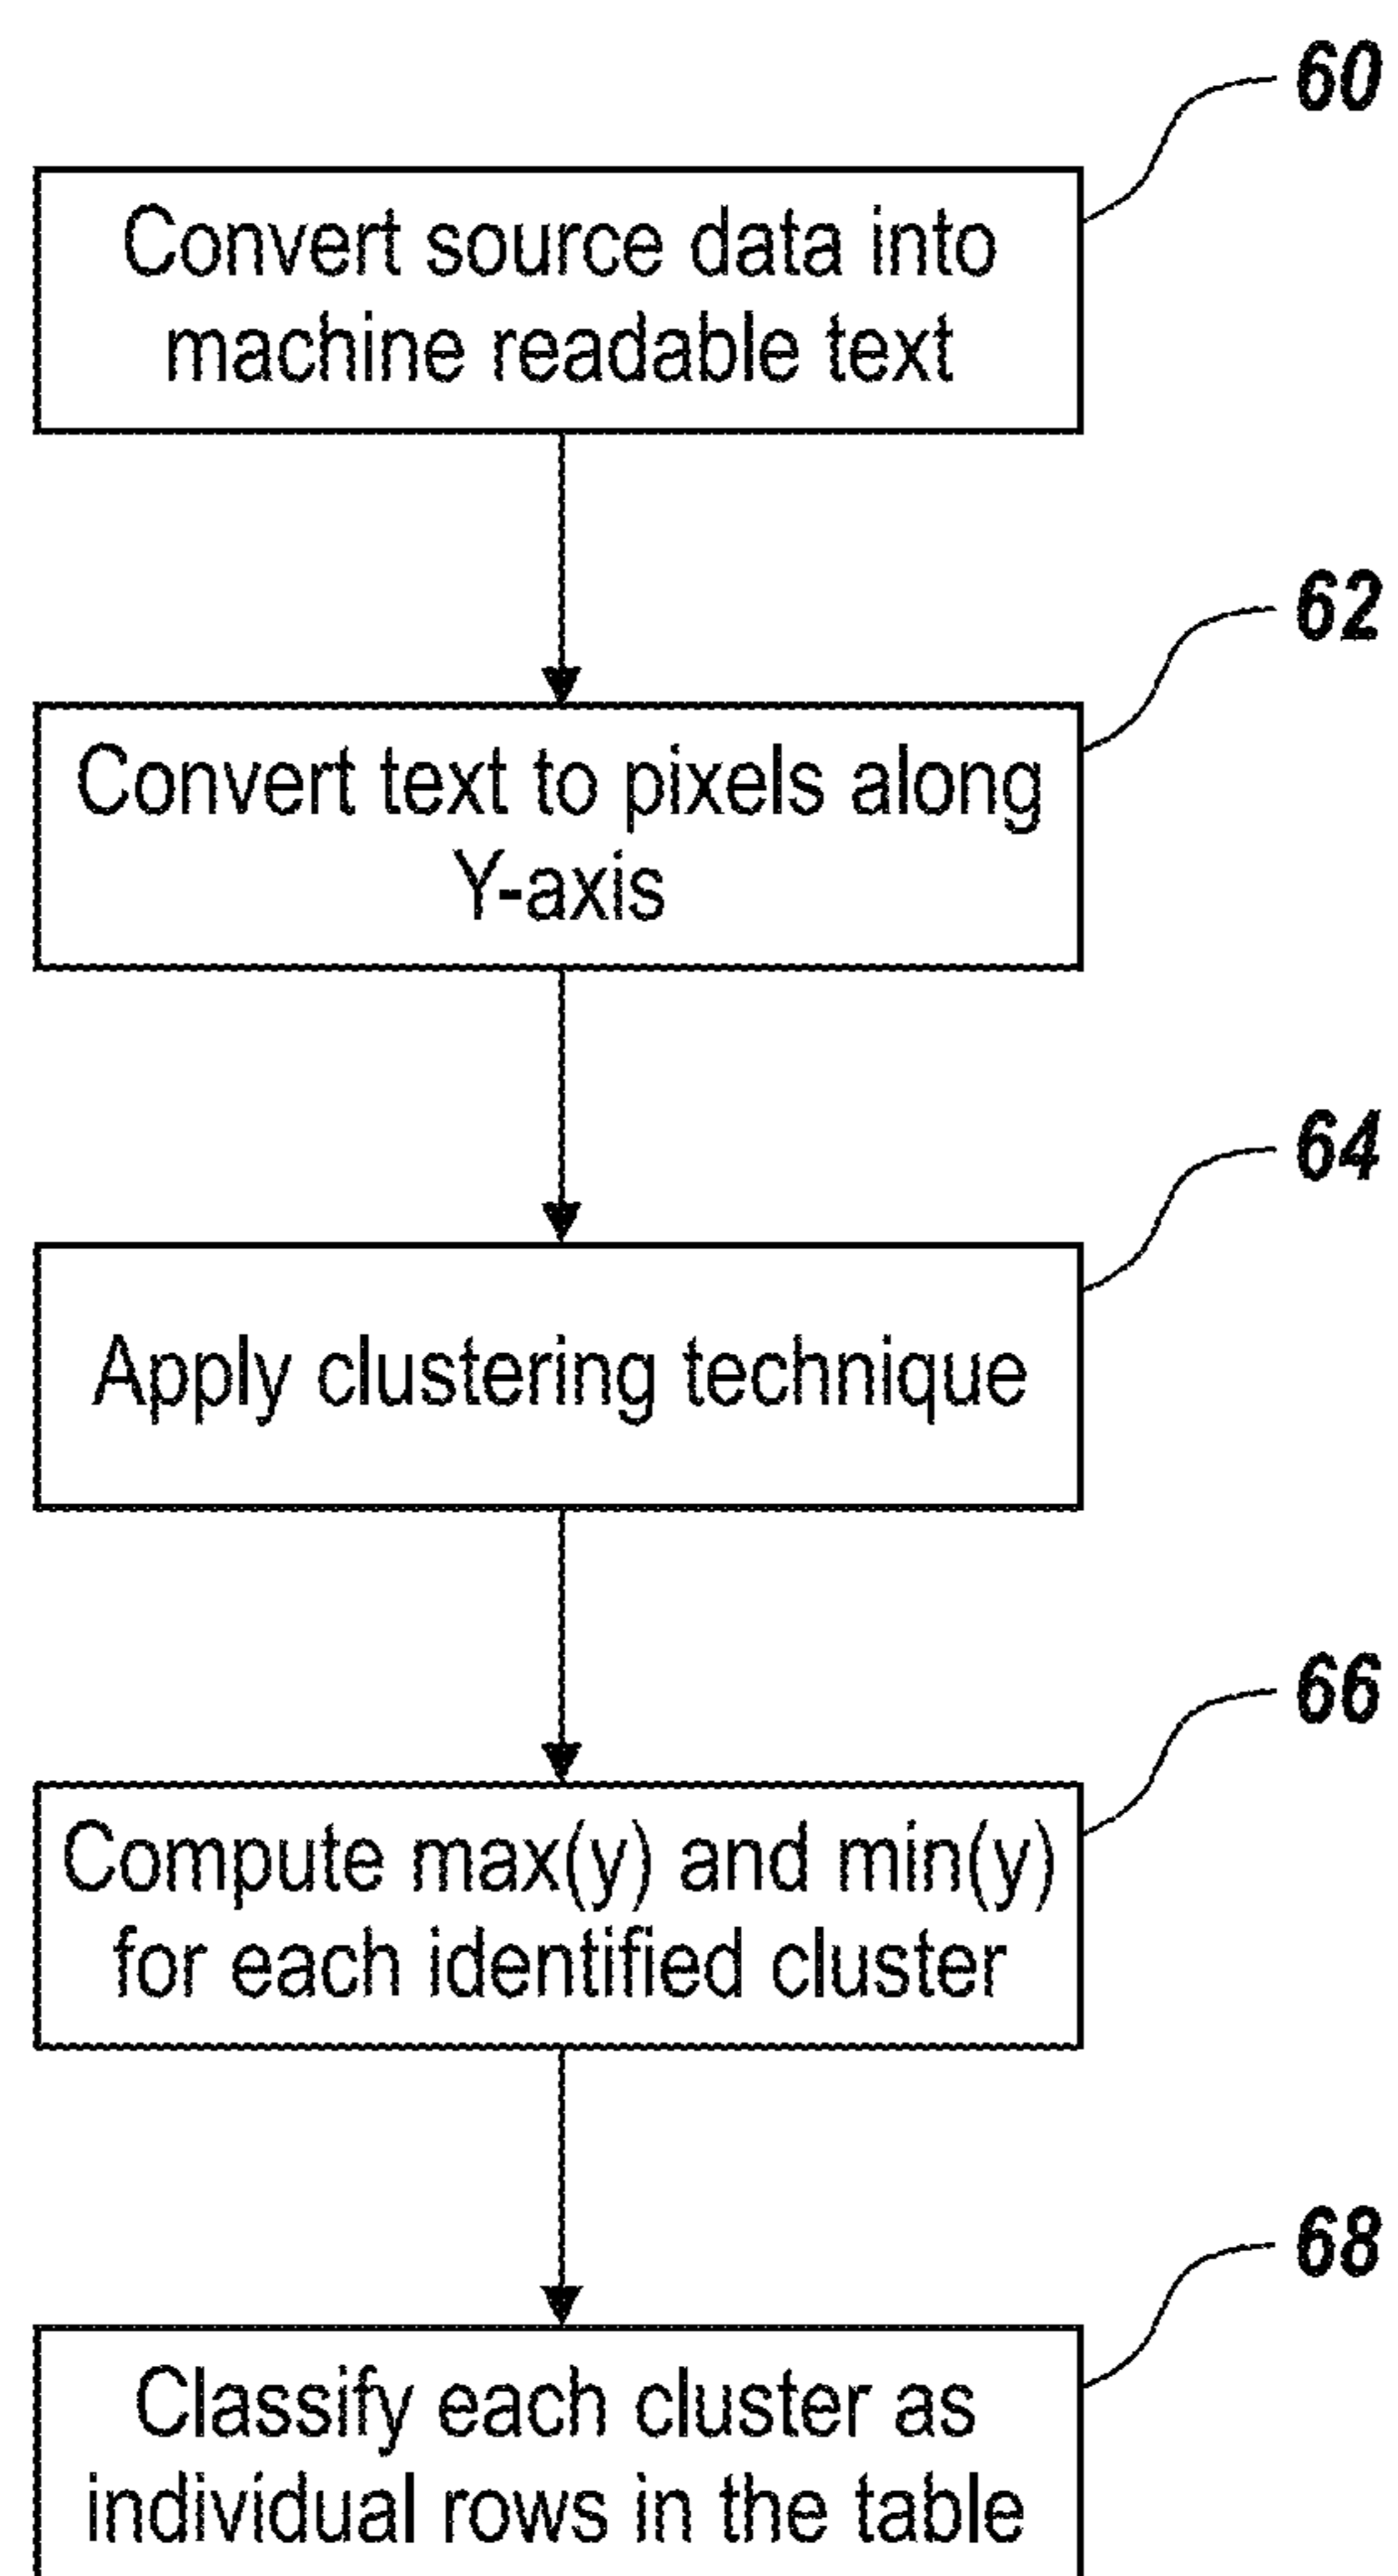 60
Convert source data into
machine readable text
62
Convert text to pixels along
Y-axis
64
Apply clustering technique
66
Compute max(y) and min(y)
for each identified cluster
68
Classify each cluster as
individual rows in the table